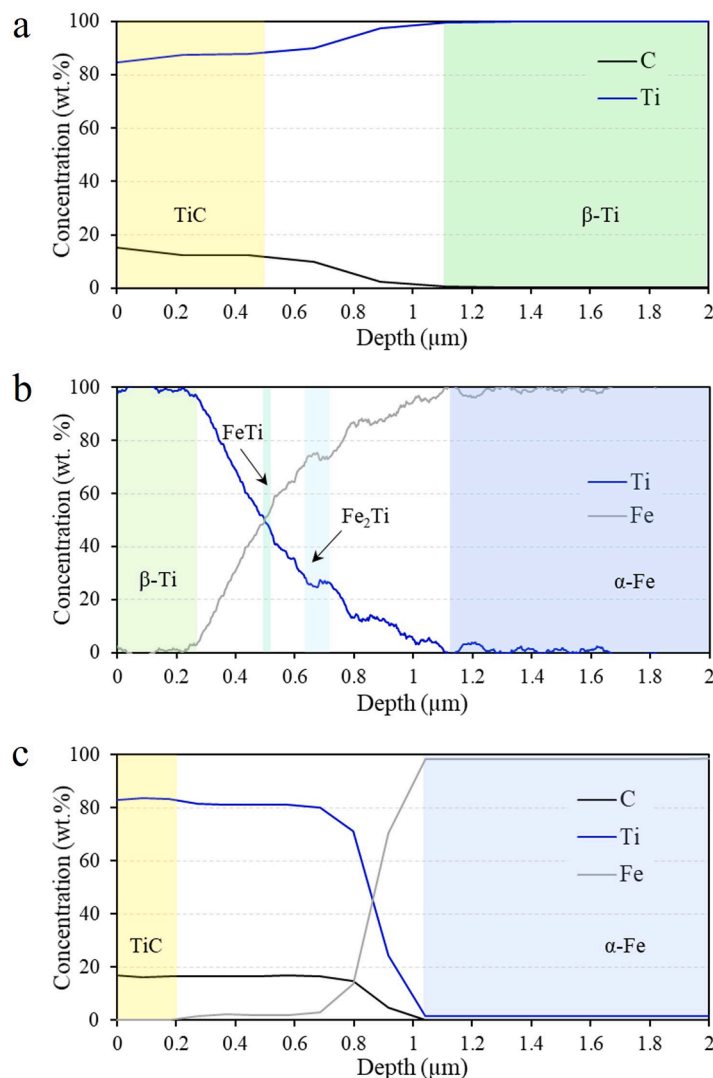 a
Concentration (wt.%)
100
80
60
40
20
0
C
Ti
TiC
β-Ti
0 0.2 0.4 0.6 0.8 1 1.2 1.4 1.6 1.8 2
Depth (μm)
b
Concentration (wt. %)
100
80
60
40
20
0
FeTi
Fe₂Ti
Ti
Fe
β-Ti
α-Fe
0 0.2 0.4 0.6 0.8 1 1.2 1.4 1.6 1.8 2
Depth (μm)
c
Concentration (wt.%)
100
80
60
40
20
0
C
Ti
Fe
TiC
α-Fe
0 0.2 0.4 0.6 0.8 1 1.2 1.4 1.6 1.8 2
Depth (μm)